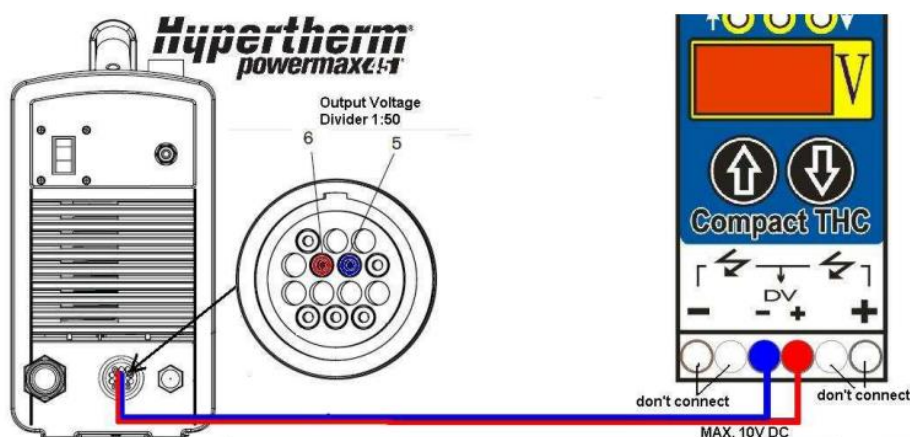 Hypertherm
powermax45
Output Voltage
Divider 1:50
6
5
V
Compact THC
DV
- - + +
don't connect
don't connect
MAX. 10V DC